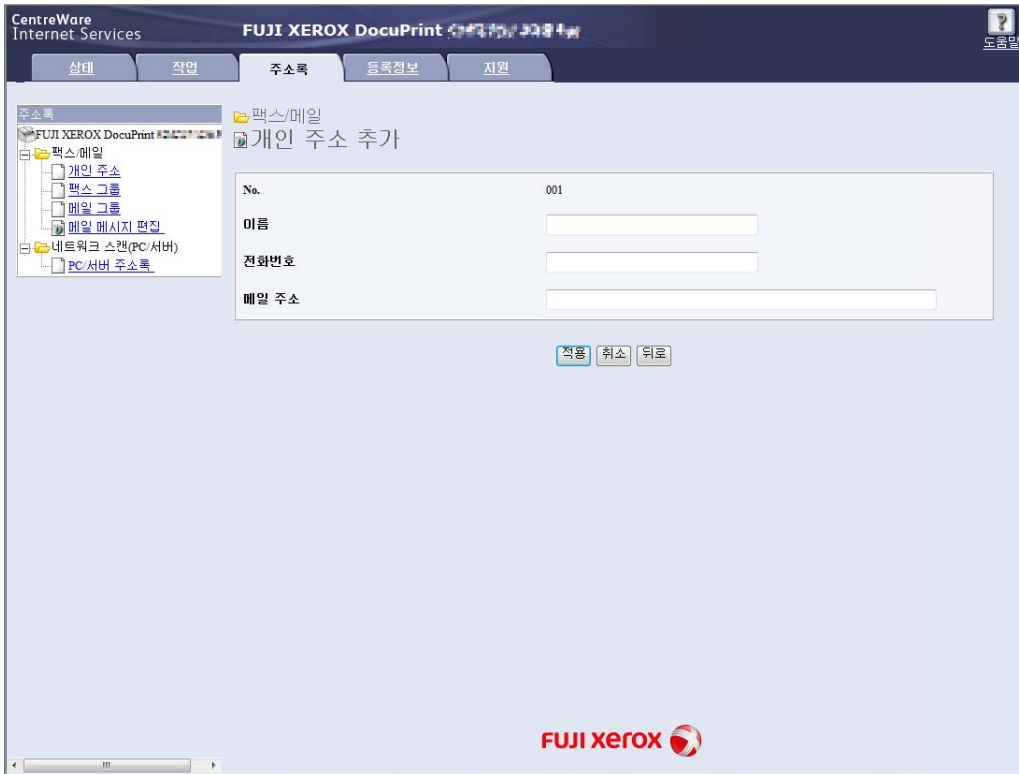 CentreWare
Internet Services
FUJI XEROX DocuPrint
도움말
상태
작업
주소록
등록정보
지원
주소록
FUJI XEROX DocuPrint
팩스/메일
개인 주소
팩스 그룹
메일 그룹
메일 메시지 편집
네트워크 스캔(PC/서버)
PC/서버 주소록
팩스/메일
개인 주소 추가
No. 001
이름
전화번호
메일 주소
적용 취소 뒤로
FUJI xerox